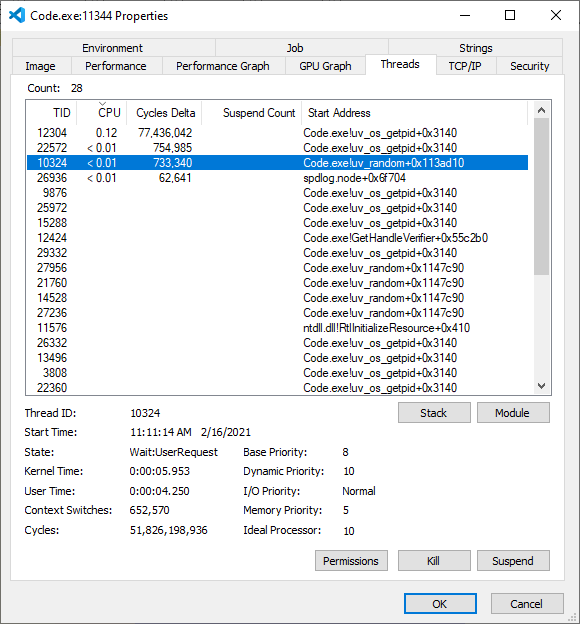 Code.exe:11344 Properties
Environment Job Strings
Image Performance Performance Graph GPU Graph Threads TCP/IP Security
Count: 28
TID CPU Cycles Delta Suspend Count Start Address
12304 0.12 77,436,042 Code.exe!uv_os_getpid+0x3140
22572 < 0.01 754,985 Code.exe!uv_os_getpid+0x3140
10324 < 0.01 733,340 Code.exe!uv_random+0x113ad10
26936 < 0.01 62,641 spdlog.node+0x6f704
9876 Code.exe!uv_os_getpid+0x3140
25972 Code.exe!uv_os_getpid+0x3140
15288 Code.exe!uv_os_getpid+0x3140
12424 Code.exe!GetHandleVerifier+0x55c2b0
29332 Code.exe!uv_os_getpid+0x3140
27956 Code.exe!uv_random+0x1147c90
21760 Code.exe!uv_random+0x1147c90
14528 Code.exe!uv_random+0x1147c90
27236 Code.exe!uv_random+0x1147c90
11576 ntdll.dll!RtlInitializeResource+0x410
26332 Code.exe!uv_os_getpid+0x3140
13496 Code.exe!uv_os_getpid+0x3140
3808 Code.exe!uv_os_getpid+0x3140
22360 Code.exe!uv_os_getpid+0x3140
Thread ID: 10324 Stack Module
Start Time: 11:11:14 AM 2/16/2021
State: Wait:UserRequest Base Priority: 8
Kernel Time: 0:00:05.953 Dynamic Priority: 10
User Time: 0:00:04.250 I/O Priority: Normal
Context Switches: 652,570 Memory Priority: 5
Cycles: 51,826,198,936 Ideal Processor: 10
Permissions Kill Suspend
OK Cancel